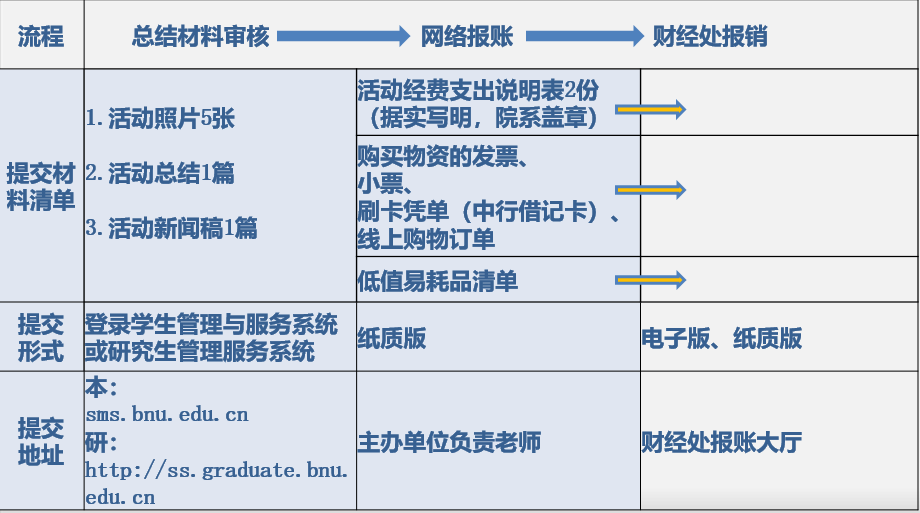 流程
总结材料审核
网络报账
财经处报销
提交材
料清单
1.活动照片5张
2.活动总结1篇
3.活动新闻稿1篇
活动经费支出说明表2份
（据实写明，院系盖章）
购买物资的发票、
小票、
刷卡凭单（中行借记卡）、
线上购物订单
低值易耗品清单
提交
形式
登录学生管理与服务系统
或研究生管理服务系统
纸质版
电子版、纸质版
提交
地址
本：
sms.bnu.edu.cn
研：
http://ss.graduate.bnu.
edu.cn
主办单位负责老师
财经处报账大厅